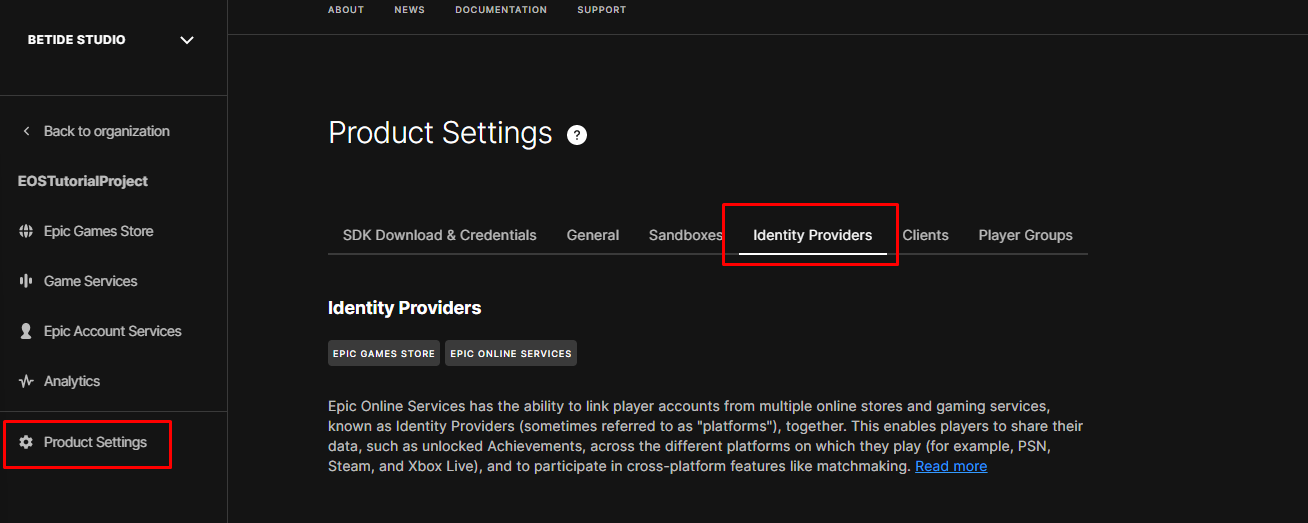 ABOUT NEWS DOCUMENTATION SUPPORT
BETIDE STUDIO
Back to organization
EOSTutorialProject
Epic Games Store
Game Services
Epic Account Services
Analytics
Product Settings
Product Settings ?
SDK Download & Credentials General Sandboxes Identity Providers Clients Player Groups
Identity Providers
EPIC GAMES STORE EPIC ONLINE SERVICES
Epic Online Services has the ability to link player accounts from multiple online stores and gaming services,
known as Identity Providers (sometimes referred to as "platforms"), together. This enables players to share their
data, such as unlocked Achievements, across the different platforms on which they play (for example, PSN,
Steam, and Xbox Live), and to participate in cross-platform features like matchmaking. Read more